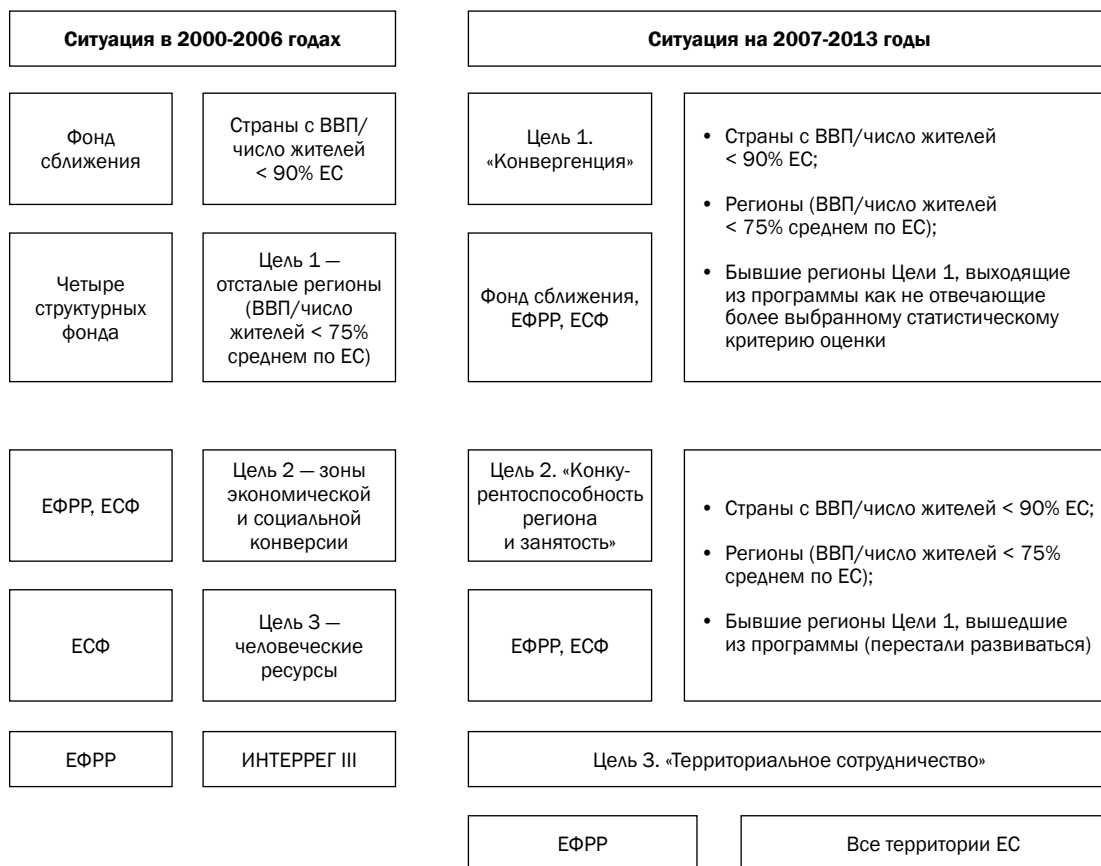 Ситуация в 2000-2006 годах
Ситуация на 2007-2013 годы
Фонд
сближения
Страны с ВВП/
число жителей
< 90% ЕС
Цель 1.
«Конвергенция»
• Страны с ВВП/число жителей
< 90% ЕС;
• Регионы (ВВП/число жителей
< 75% среднем по ЕС);
• Бывшие регионы Цели 1, выходящие
из программы как не отвечающие
более выбранному статистическому
критерию оценки
Четыре
структурных
фонда
Цель 1 —
отсталые регионы
(ВВП/число
жителей < 75%
среднем по ЕС)
Фонд сближения,
ЕФРР, ЕСФ
ЕФРР, ЕСФ
Цель 2 — зоны
экономической
и социальной
конверсии
Цель 2. «Конку-
рентоспособность
региона
и занятость»
• Страны с ВВП/число жителей < 90% ЕС;
• Регионы (ВВП/число жителей < 75%
среднем по ЕС);
• Бывшие регионы Цели 1, вышедшие
из программы (перестали развиваться)
ЕСФ
Цель 3 —
человеческие
ресурсы
ЕФРР, ЕСФ
ЕФРР
ИНТЕРРЕГ III
Цель 3. «Территориальное сотрудничество»
ЕФРР
Все территории ЕС